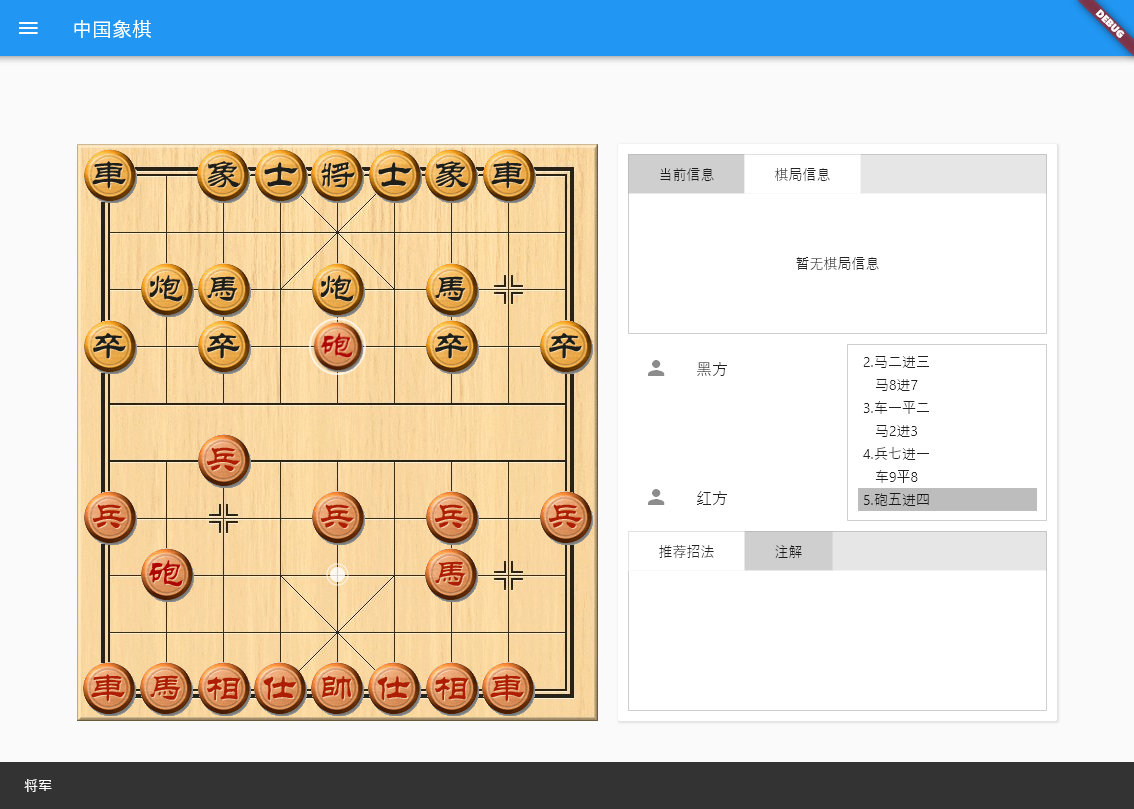 中国象棋
DEBUG
車 象 士 將 士 象 車
炮 馬 炮 馬
卒 卒 砲 卒 卒
兵
兵 兵 兵 兵
砲 馬
車 馬 相 仕 帥 仕 相 車
当前信息 棋局信息
暂无棋局信息
黑方
红方
2.马二进三
马8进7
3.车一平二
马2进3
4.兵七进一
车9平8
5.砲五进四
推荐招法 注解
将军